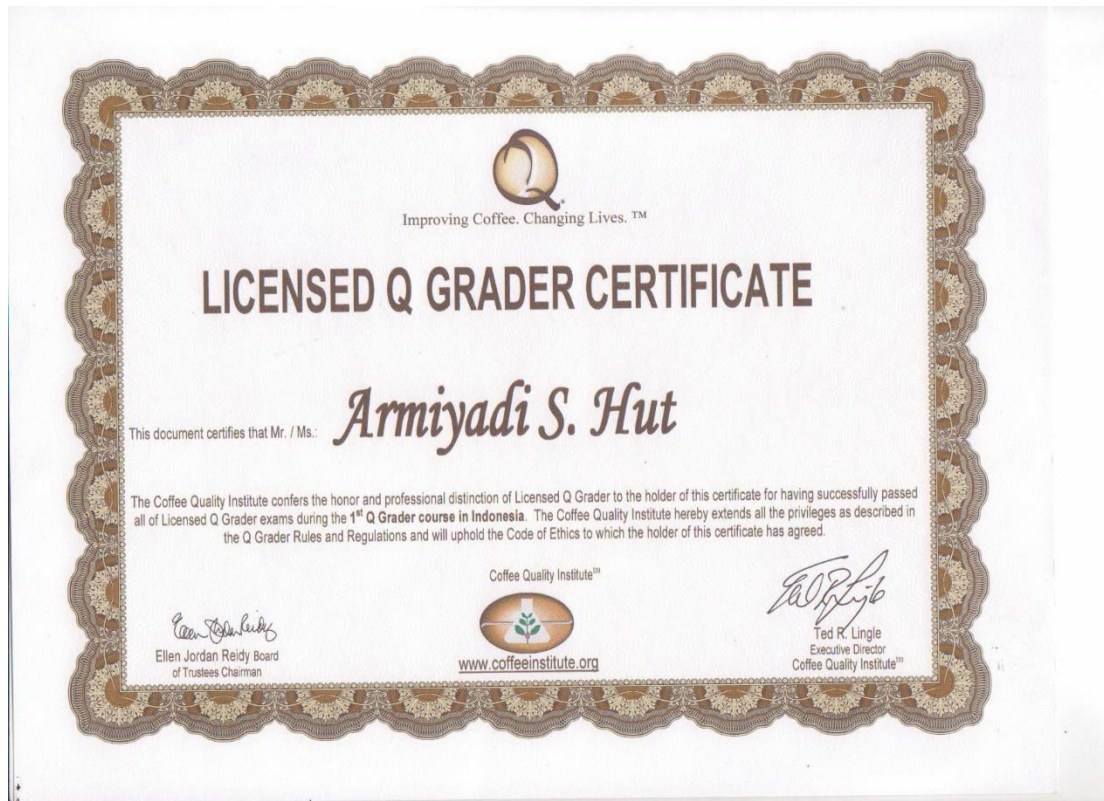 Improving Coffee. Changing Lives. ™
LICENSED Q GRADER CERTIFICATE
This document certifies that Mr. / Ms.: Armiyadi S. Hut
The Coffee Quality Institute confers the honor and professional distinction of Licensed Q Grader to the holder of this certificate for having successfully passed
all of Licensed Q Grader exams during the 1st Q Grader course in Indonesia. The Coffee Quality Institute hereby extends all the privileges as described in
the Q Grader Rules and Regulations and will uphold the Code of Ethics to which the holder of this certificate has agreed.
Ellen Jordan Reidy Board
of Trustees Chairman
Coffee Quality Institute™
www.coffeeinstitute.org
Ted R. Lingle
Executive Director
Coffee Quality Institute™